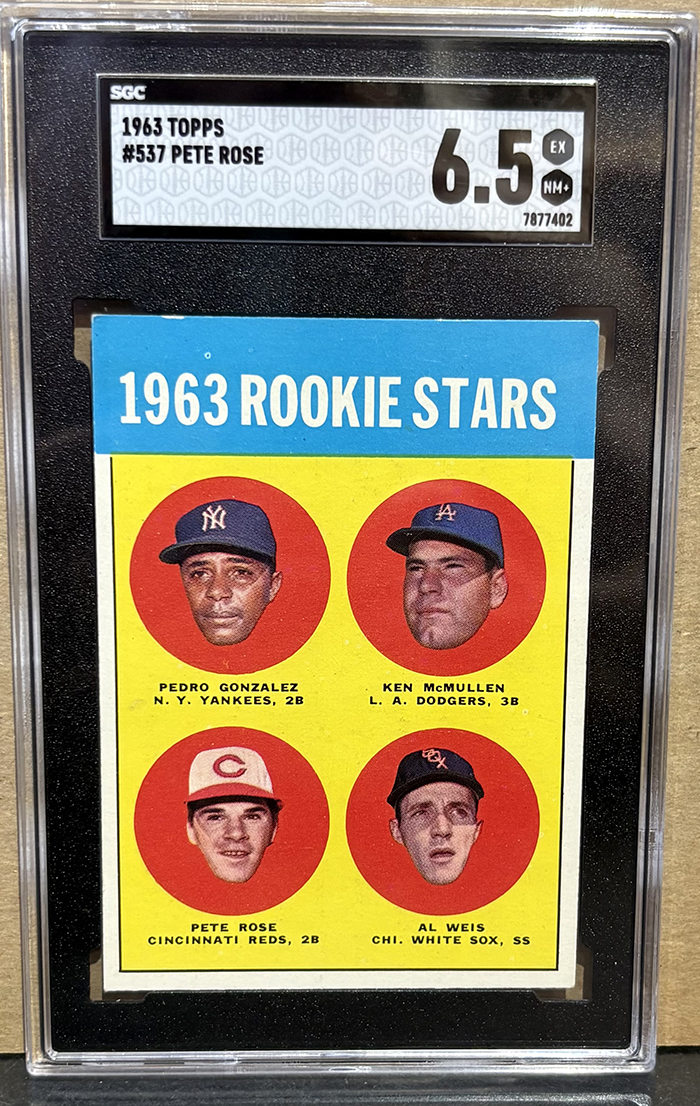 SGC
1963 TOPPS
#537 PETE ROSE
6.5
EX
NM+
7877402
1963 ROOKIE STARS
NY
LA
PEDRO GONZALEZ
N. Y. YANKEES, 2B
KEN McMULLEN
L. A. DODGERS, 3B
C
SOX
PETE ROSE
CINCINNATI REDS, 2B
AL WEIS
CHI. WHITE SOX, SS